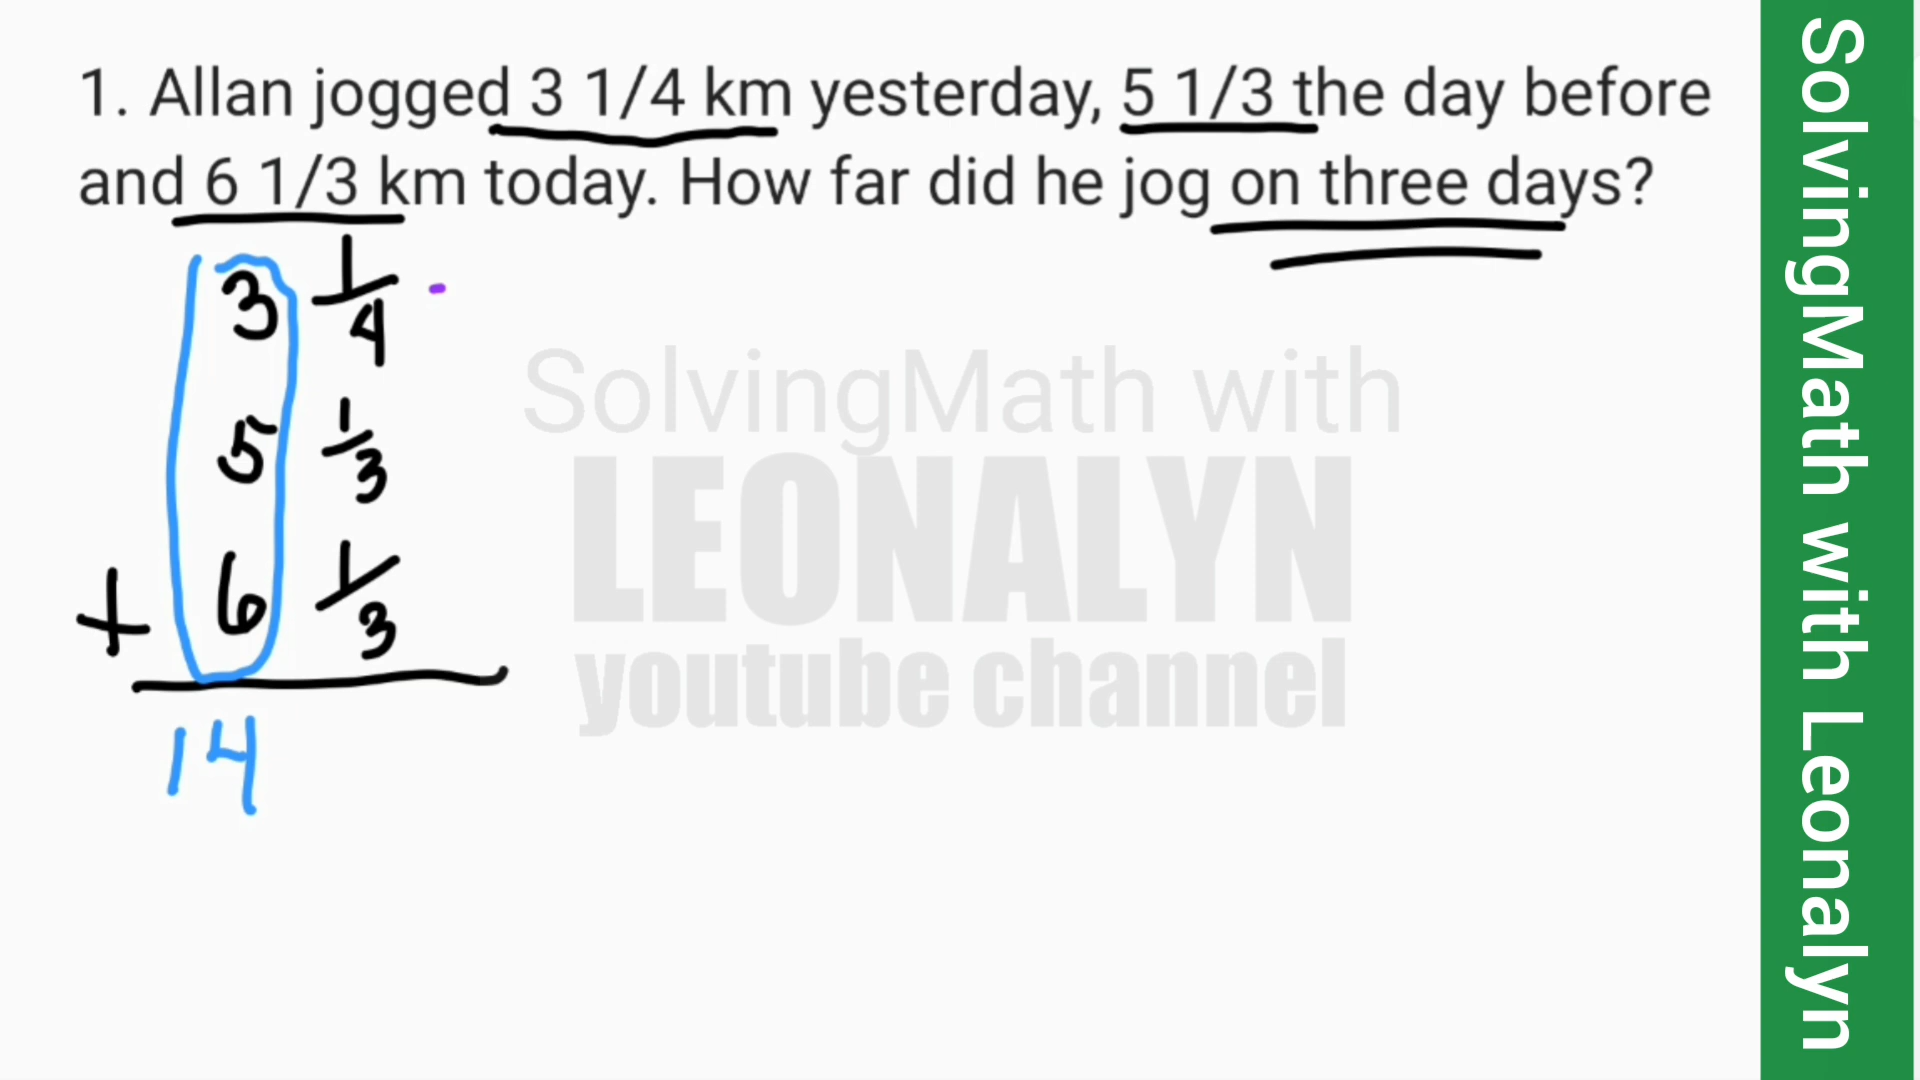 1. Allan jogged 3 1/4 km yesterday, 5 1/3 the day before
and 6 1/3 km today. How far did he jog on three days?
3 1/4
5 1/3
+ 6 1/3
14
SolvingMath with
LEONALYN
youtube channel
SolvingMath with Leonalyn